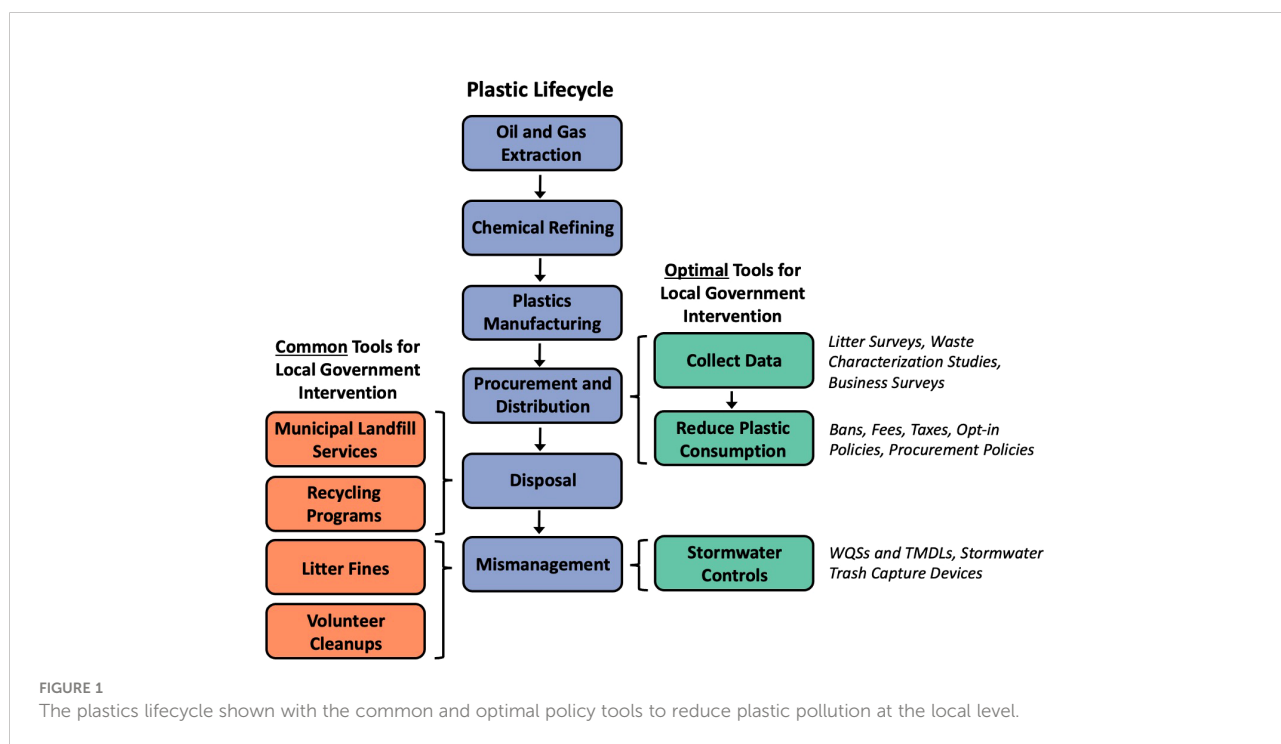 Plastic Lifecycle
Oil and Gas
Extraction
Chemical Refining
Plastics
Manufacturing
Procurement and
Distribution
Disposal
Mismanagement
Common Tools for
Local Government
Intervention
Municipal Landfill
Services
Recycling
Programs
Litter Fines
Volunteer
Cleanups
Optimal Tools for
Local Government
Intervention
Collect Data
Litter Surveys, Waste
Characterization Studies,
Business Surveys
Reduce Plastic
Consumption
Bans, Fees, Taxes, Opt-in
Policies, Procurement Policies
Stormwater
Controls
WQSs and TMDLs, Stormwater
Trash Capture Devices
FIGURE 1
The plastics lifecycle shown with the common and optimal policy tools to reduce plastic pollution at the local level.